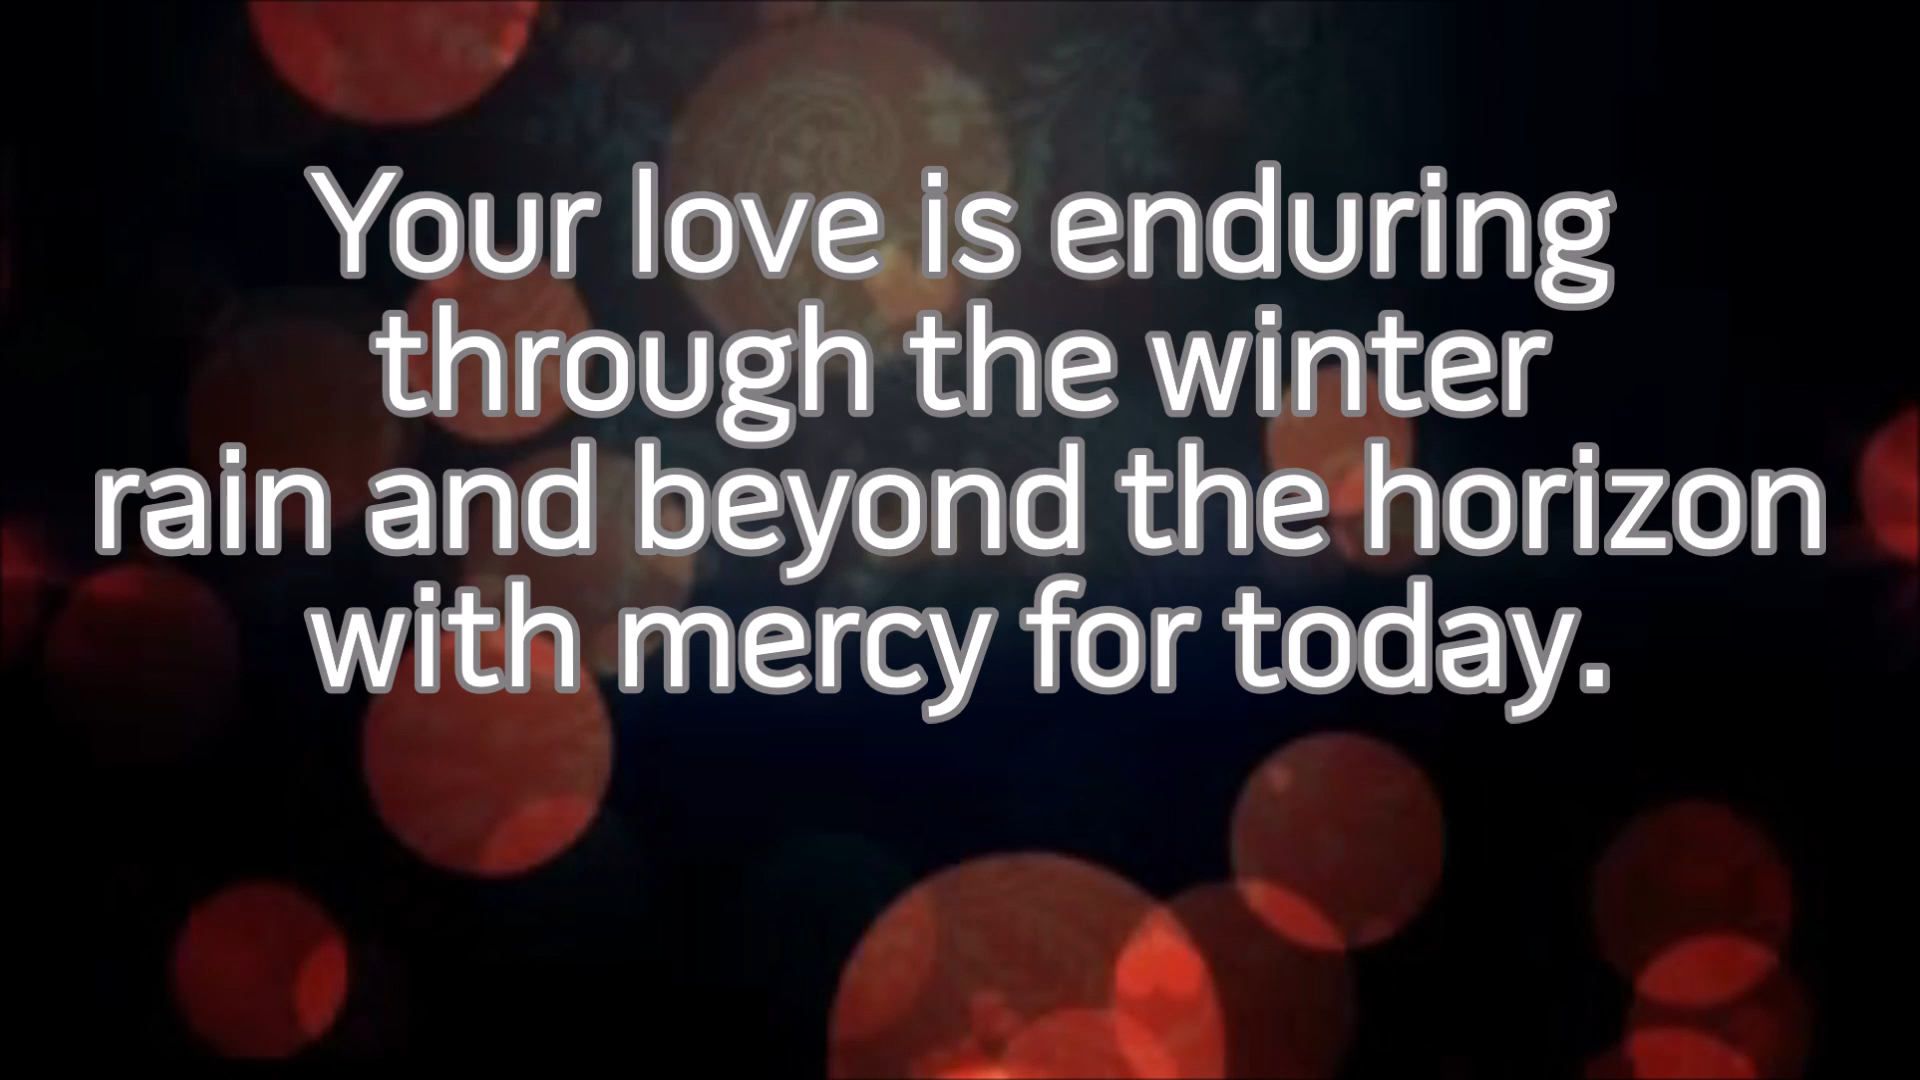 Your love is enduring
through the winter
rain and beyond the horizon
with mercy for today.